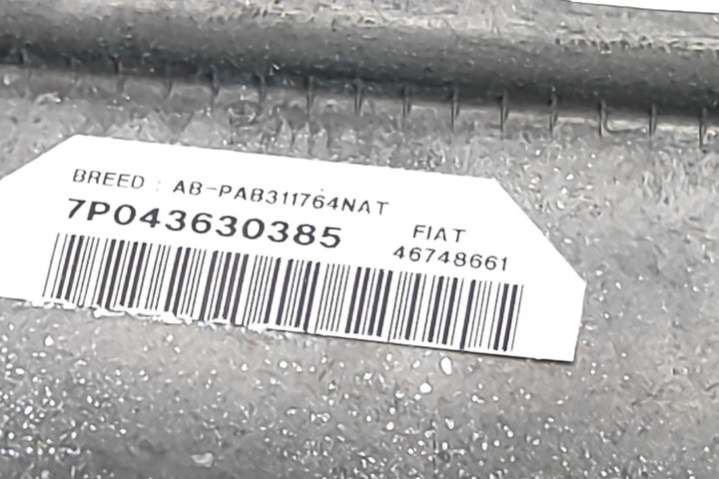 BREED : AB-PAB311764NAT
7P043630385
FIAT
46748661